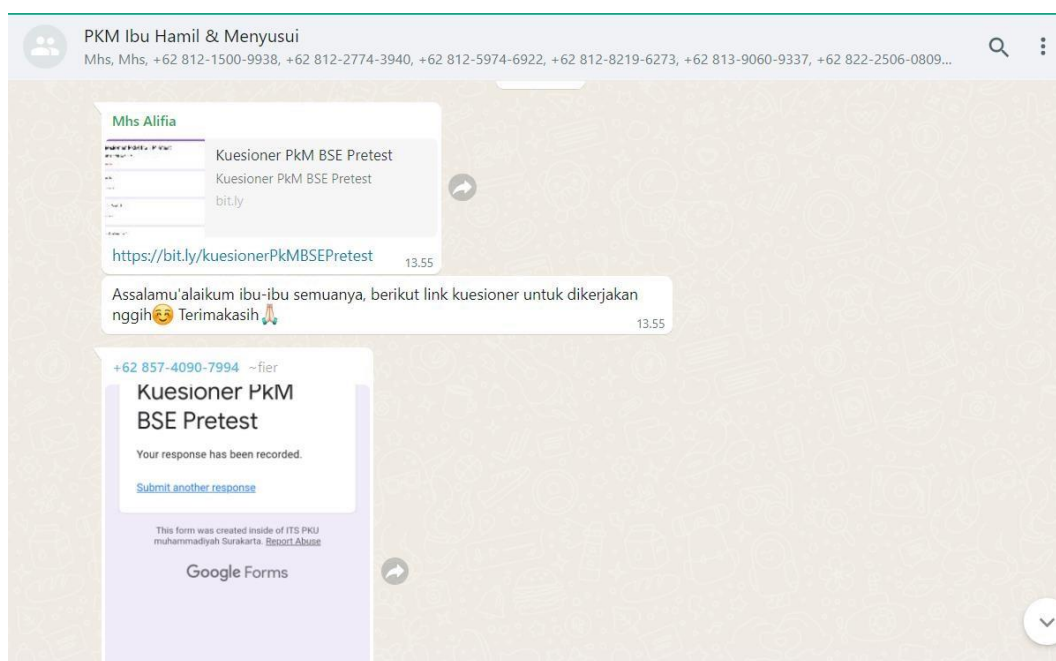 PKM Ibu Hamil & Menyusui
Mhs, Mhs, +62 812-1500-9938, +62 812-2774-3940, +62 812-5974-6922, +62 812-8219-6273, +62 813-9060-9337, +62 822-2506-0809...
Mhs Alifia
Kuesioner PkM BSE Pretest
Kuesioner PkM BSE Pretest
bit.ly
https://bit.ly/kuesionerPkMBSEPretest
13.55
Assalamu'alaikum ibu-ibu semuanya, berikut link kuesioner untuk dikerjakan
nggih😊 Terimakasih🙏🏻
13.55
+62 857-4090-7994 ~fier
Kuesioner PkM
BSE Pretest
Your response has been recorded.
Submit another response
This form was created inside of ITS PKU
muhammadiyah Surakarta. Report Abuse
Google Forms